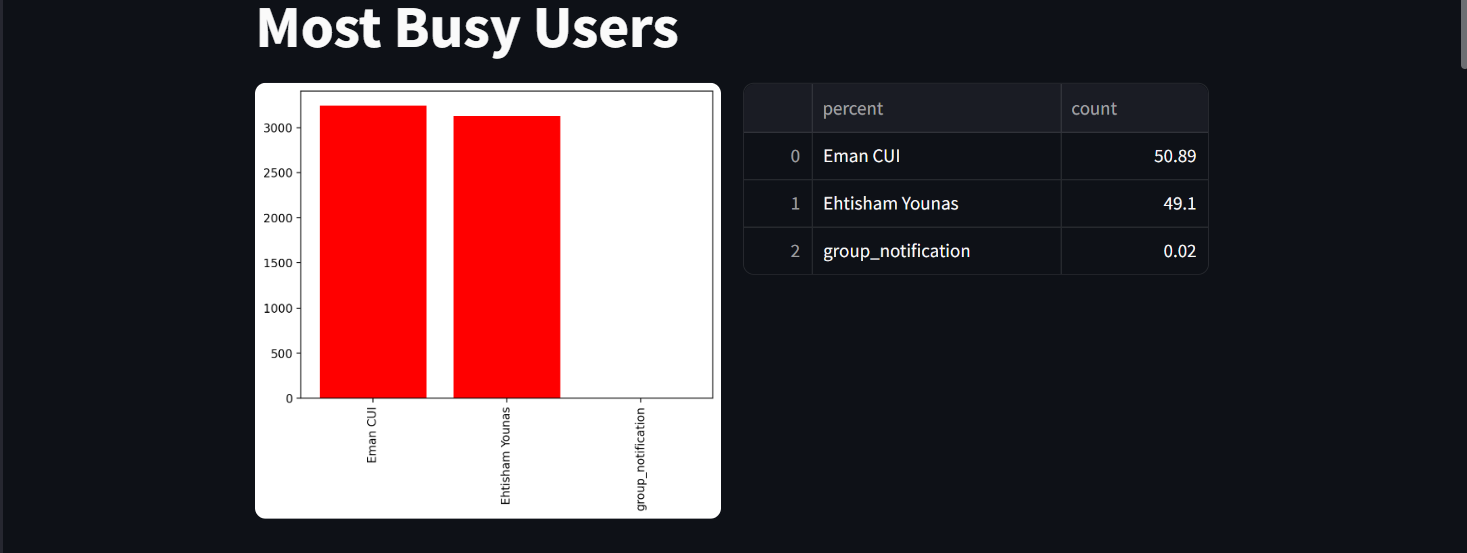 Most Busy Users
3000
2500
2000
1500
1000
500
0
Eman CUI
Ehtisham Younas
group_notification
percent count
0 Eman CUI 50.89
1 Ehtisham Younas 49.1
2 group_notification 0.02